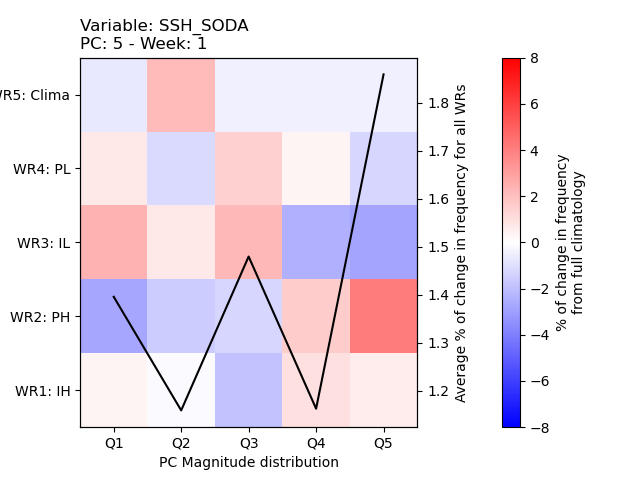 Variable: SSH_SODA
PC: 5 - Week: 1
WR5: Clima
WR4: PL
WR3: IL
WR2: PH
WR1: IH
Q1 Q2 Q3 Q4 Q5
PC Magnitude distribution
1.8
1.7
1.6
1.5
1.4
1.3
1.2
Average % of change in frequency for all WRs
8
6
4
2
0
−2
−4
−6
−8
% of change in frequency
from full climatology